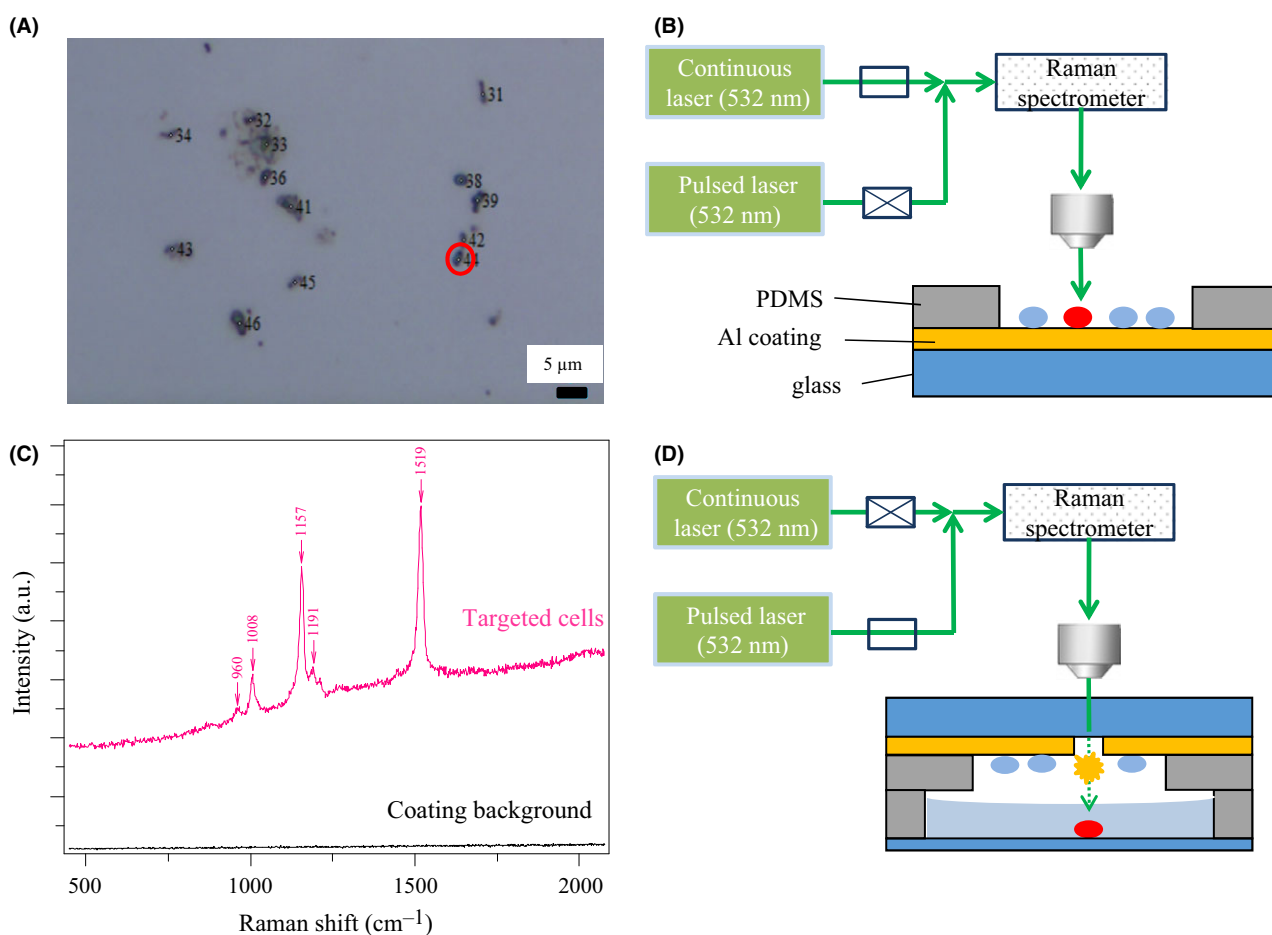 (A)
31
32
34
33
36
38
39
41
42
43
44
45
46
5 µm
(B)
Continuous
laser (532 nm)
Raman
spectrometer
Pulsed laser
(532 nm)
PDMS
Al coating
glass
(C)
Intensity (a.u.)
960
1008
1157
1191
1519
Targeted cells
Coating background
500
1000
1500
2000
Raman shift (cm⁻¹)
(D)
Continuous
laser (532 nm)
Raman
spectrometer
Pulsed laser
(532 nm)